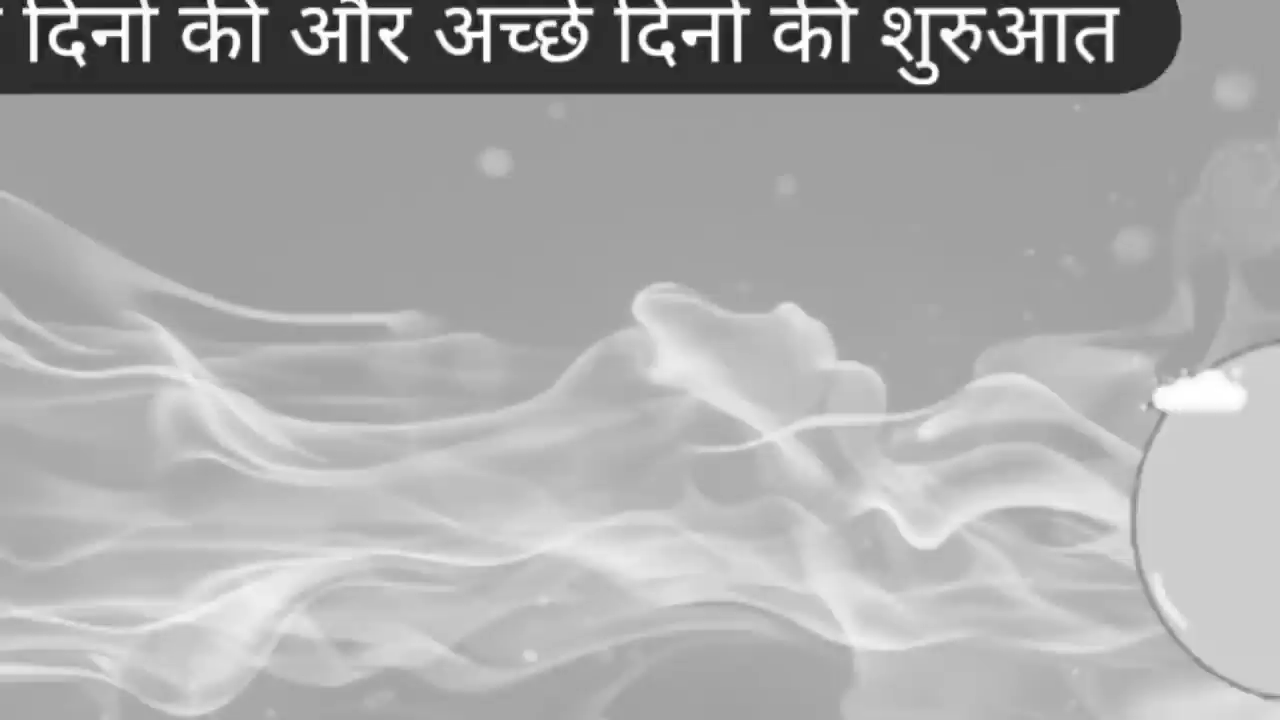 दिनों की और अच्छे दिनों की शुरुआत